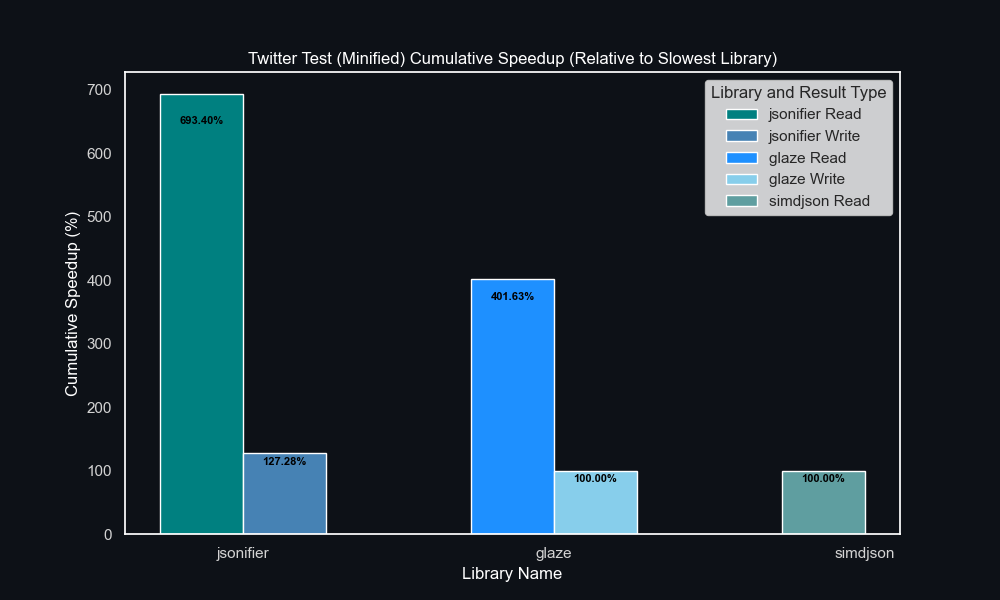 Twitter Test (Minified) Cumulative Speedup (Relative to Slowest Library)
Cumulative Speedup (%)
700
600
500
400
300
200
100
0
693.40%
127.28%
401.63%
100.00%
100.00%
Library and Result Type
jsonifier Read
jsonifier Write
glaze Read
glaze Write
simdjson Read
jsonifier
glaze
simdjson
Library Name